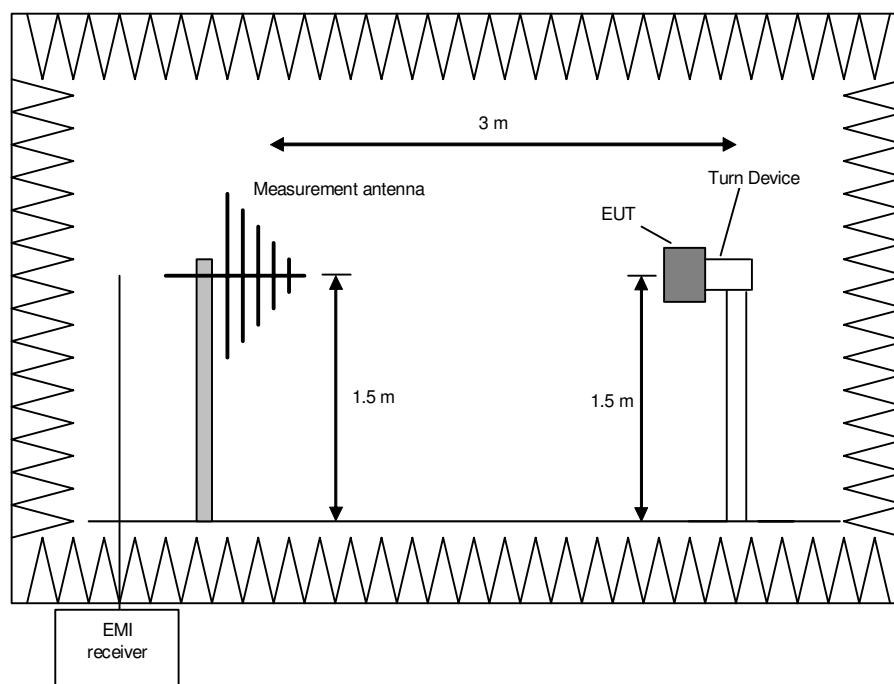 3 m
Measurement antenna
Turn Device
EUT
1.5 m
1.5 m
EMI
receiver